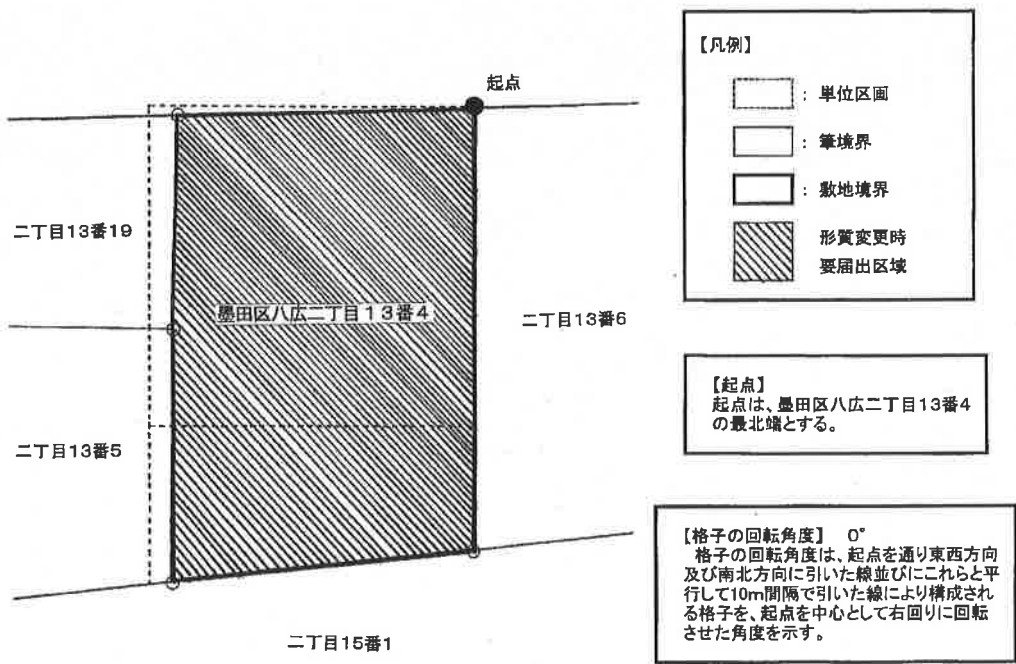 起点
二丁目13番19
墨田区八広二丁目13番4
二丁目13番6
二丁目13番5
二丁目15番1
【凡例】
：単位区画
：筆境界
：敷地境界
形質変更時
要届出区域
【起点】
起点は、墨田区八広二丁目13番4
の最北端とする。
【格子の回転角度】　0°
格子の回転角度は、起点を通り東西方向
及び南北方向に引いた線並びにこれらと平
行して10m間隔で引いた線により構成され
る格子を、起点を中心として右回りに回転
させた角度を示す。